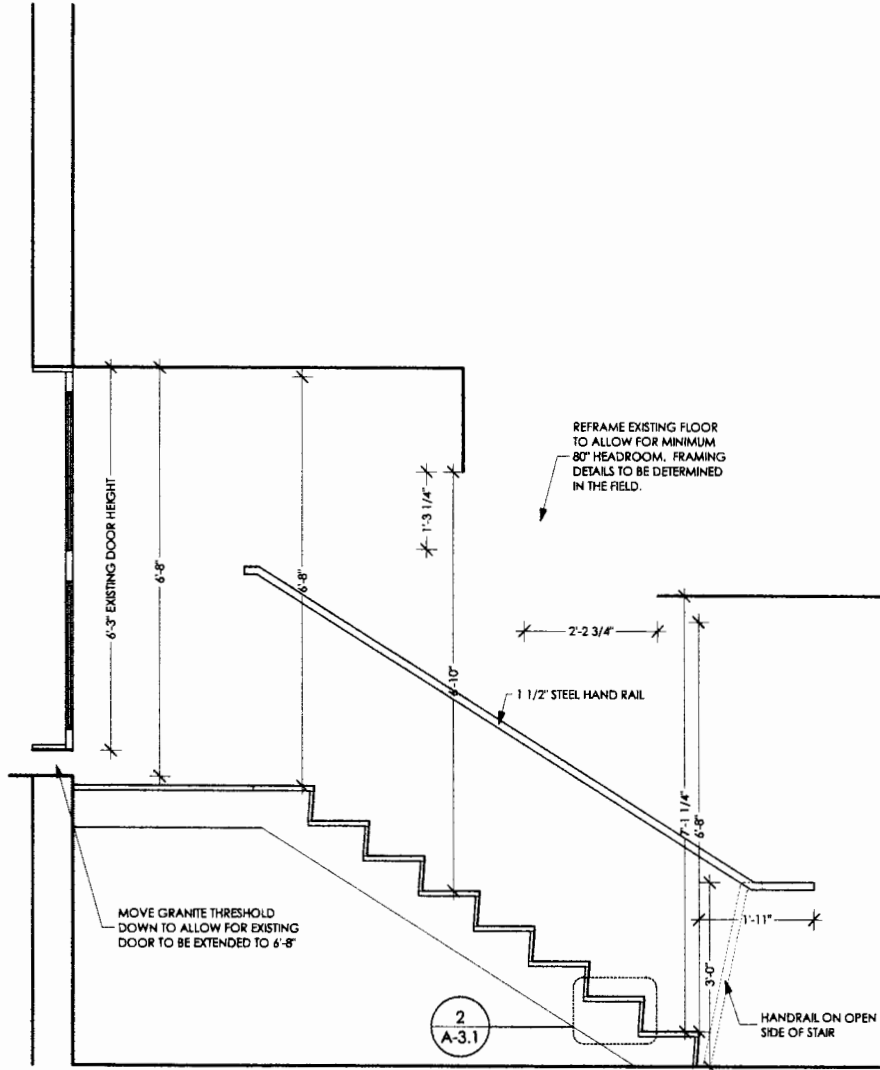 REFRAME EXISTING FLOOR
TO ALLOW FOR MINIMUM
80" HEADROOM. FRAMING
DETAILS TO BE DETERMINED
IN THE FIELD.
6'-3" EXISTING DOOR HEIGHT
6'-8"
6'-8"
1'-3 1/4"
6'-10"
2'-2 3/4"
1 1/2" STEEL HAND RAIL
7'-1 1/4"
6'-8"
MOVE GRANITE THRESHOLD
DOWN TO ALLOW FOR EXISTING
DOOR TO BE EXTENDED TO 6'-8"
1'-11"
3'-0"
2
A-3.1
HANDRAIL ON OPEN
SIDE OF STAIR